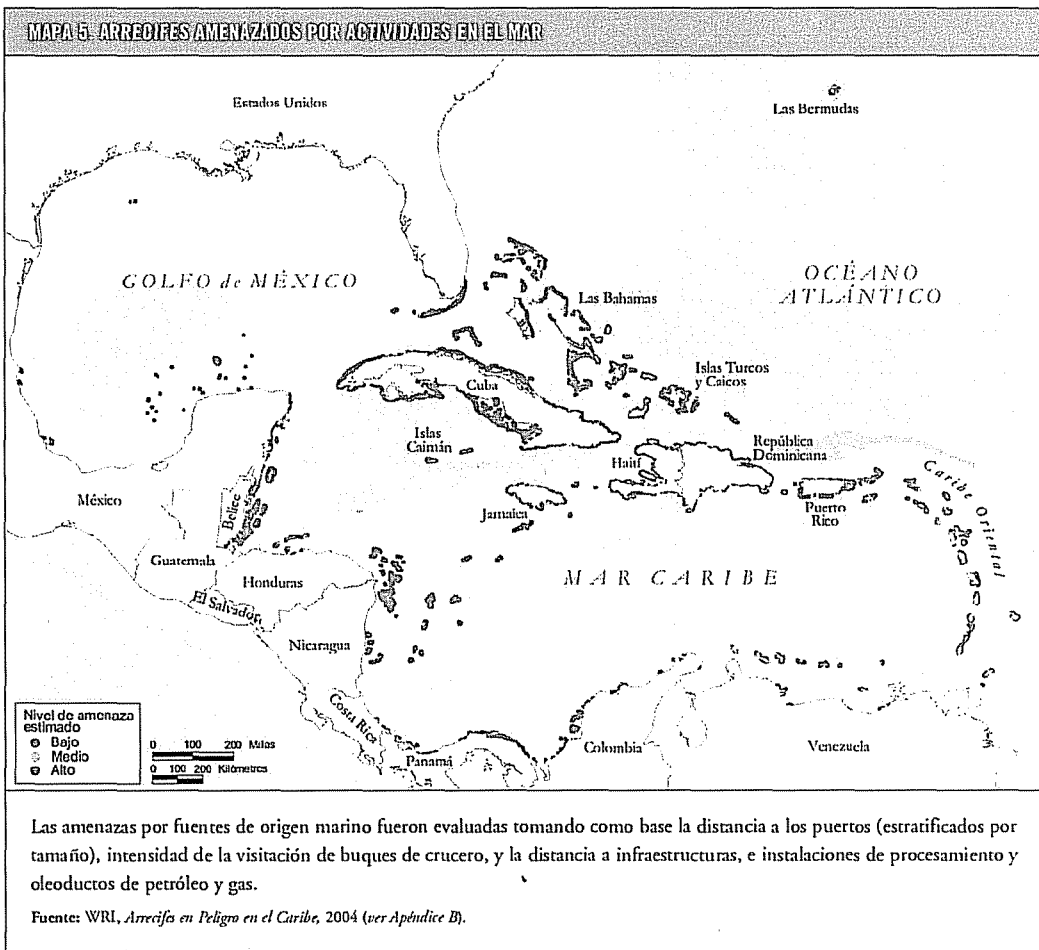 MAPA 5. ARRECIFES AMENAZADOS POR ACTIVIDADES EN EL MAR
Estados Unidos
Las Bermudas
GOLFO de MÉXICO
OCÉANO
ATLÁNTICO
Las Bahamas
Islas Turcos
y Caicos
Cuba
Islas
Caimán
República
Dominicana
Haití
Caribe Oriental
México
Belice
Jamaica
Puerto
Rico
Guatemala
Honduras
MAR CARIBE
El Salvador
Nicaragua
Costa Rica
Panamá
Colombia
Venezuela
Nivel de amenaza
estimado
Bajo
Medio
Alto
0 100 200 Millas
0 100 200 Kilómetros
Las amenazas por fuentes de origen marino fueron evaluadas tomando como base la distancia a los puertos (estratificados por
tamaño), intensidad de la visitación de buques de crucero, y la distancia a infraestructuras, e instalaciones de procesamiento y
oleoductos de petróleo y gas.
Fuente: WRI, Arrecifes en Peligro en el Caribe, 2004 (ver Apéndice B).